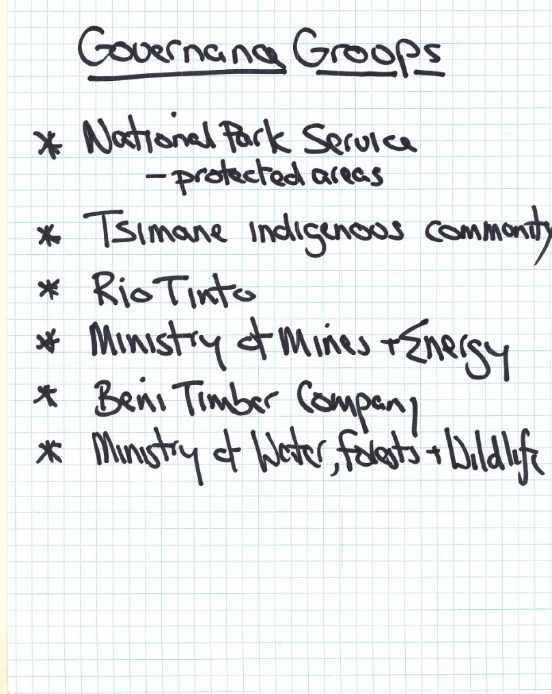 Governance Groups
* National Park Service
- protected areas
* Tsimane indigenous community
* Rio Tinto
* Ministry of Mines + Energy
* Beni Timber Company
* Ministry of Water, Forests + Wildlife